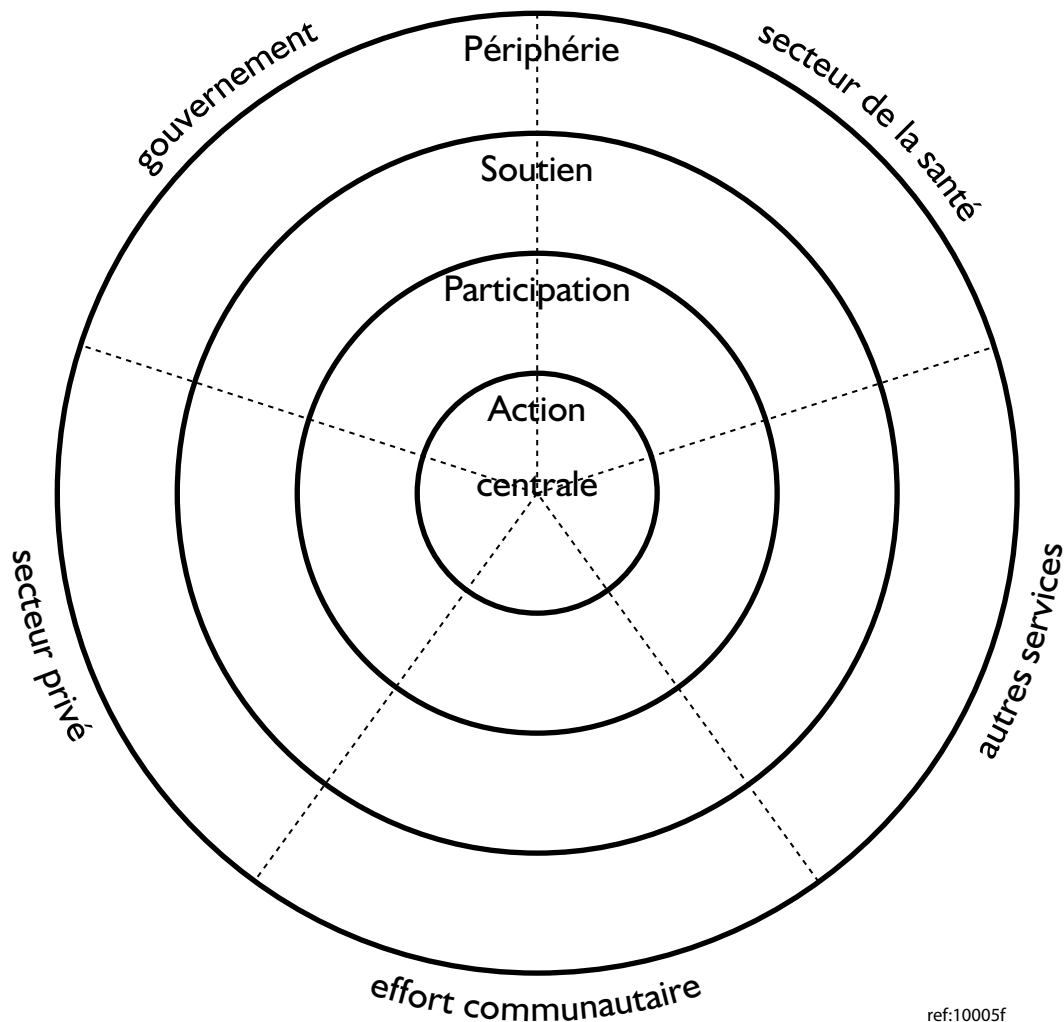 gouvernement
Périphérie
secteur de la santé
Soutien
Participation
Action
centrale
secteur privé
autres services
effort communautaire
ref:10005f